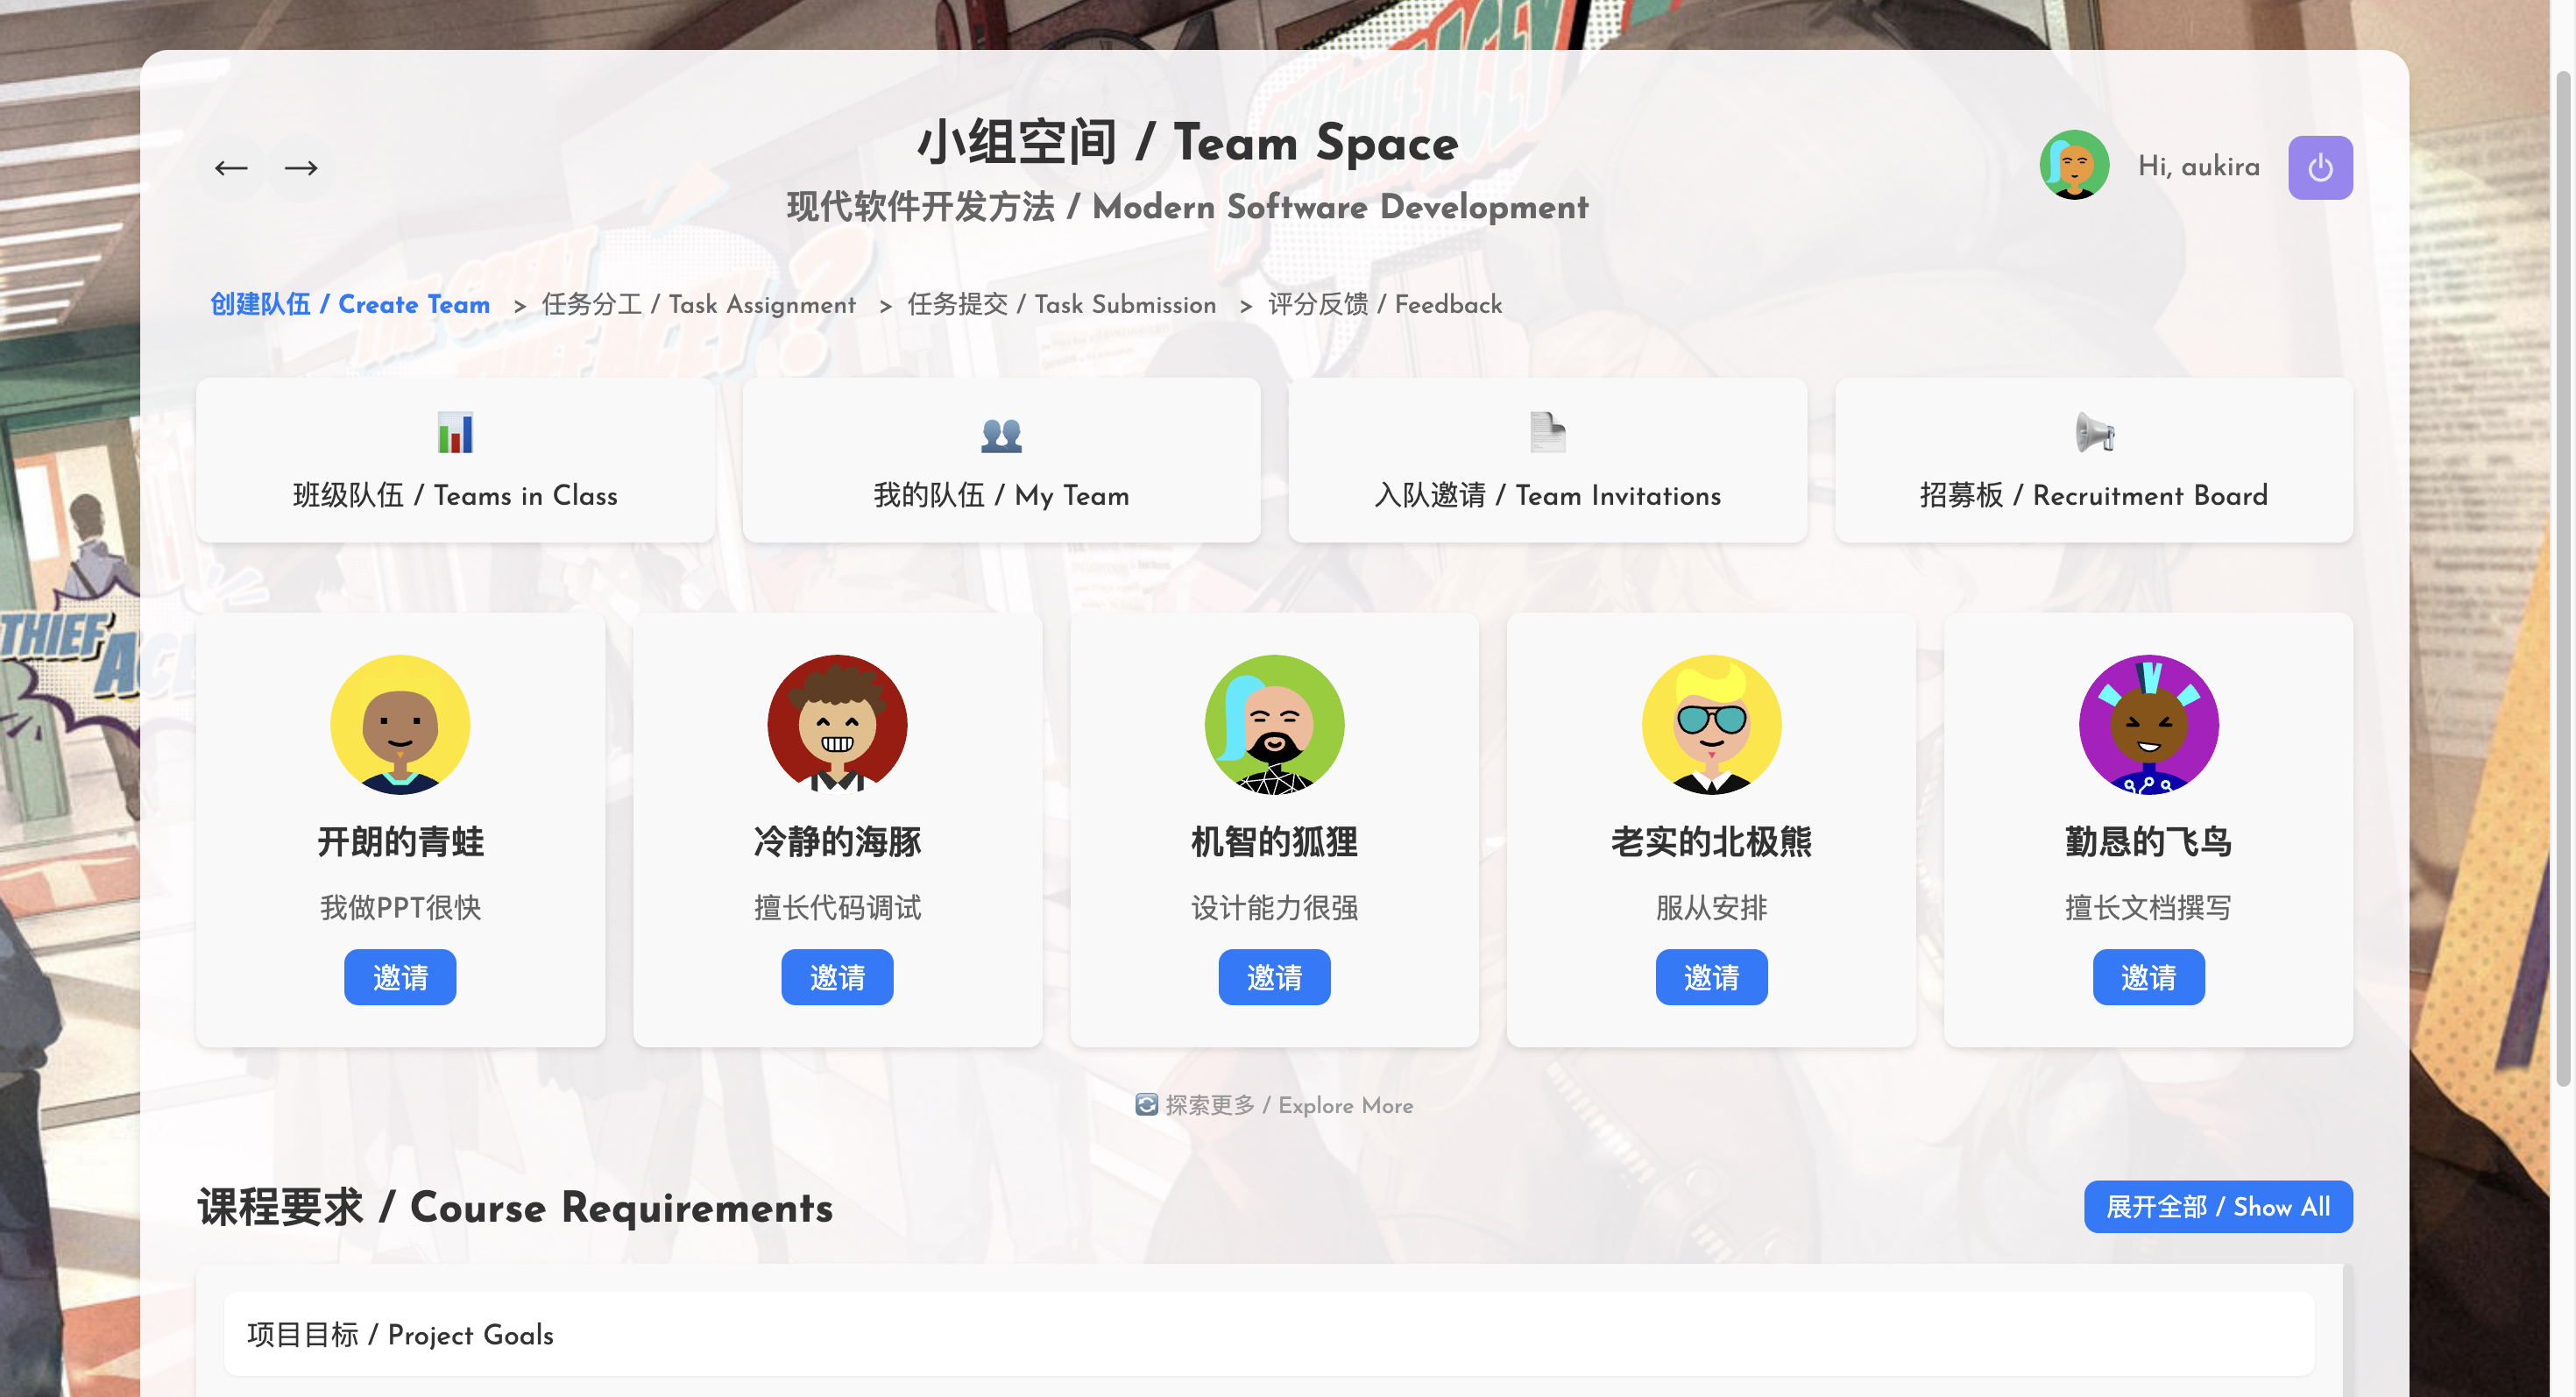 小组空间 / Team Space
现代软件开发方法 / Modern Software Development
Hi, aukira
创建队伍 / Create Team > 任务分工 / Task Assignment > 任务提交 / Task Submission > 评分反馈 / Feedback
班级队伍 / Teams in Class
我的队伍 / My Team
入队邀请 / Team Invitations
招募板 / Recruitment Board
开朗的青蛙
我做PPT很快
邀请
冷静的海豚
擅长代码调试
邀请
机智的狐狸
设计能力很强
邀请
老实的北极熊
服从安排
邀请
勤恳的飞鸟
擅长文档撰写
邀请
探索更多 / Explore More
课程要求 / Course Requirements
展开全部 / Show All
项目目标 / Project Goals
THE GREAT
THIEF ACE?
THIEF
ACE